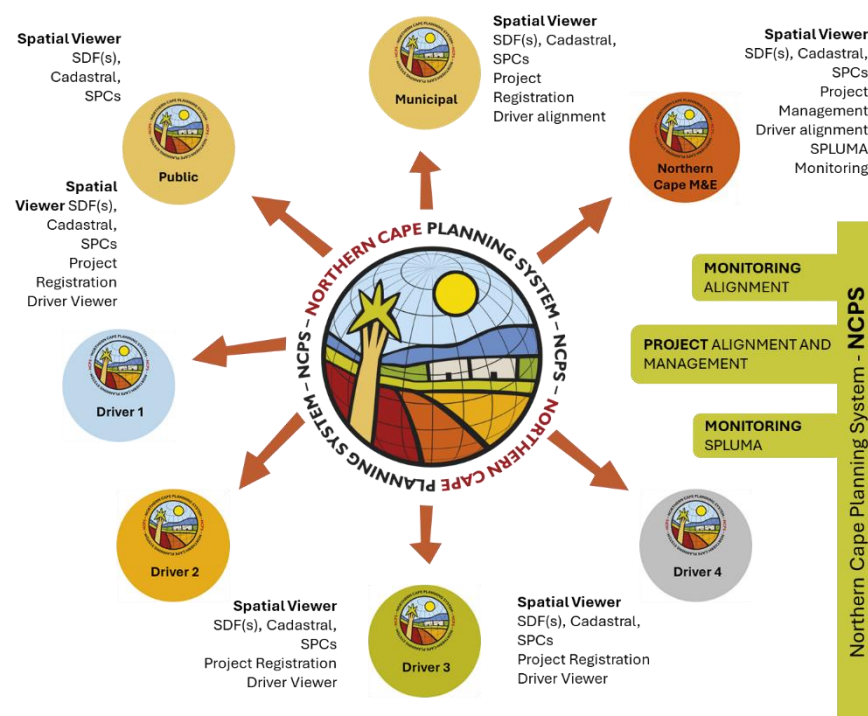 Spatial Viewer
SDF(s),
Cadastral,
SPCs
Public
Spatial Viewer
SDF(s), Cadastral,
SPCs
Project
Registration
Driver alignment
Municipal
Spatial Viewer
SDF(s), Cadastral,
SPCs
Project
Management
Driver alignment
SPLUMA
Monitoring
Northern
Cape M&E
Spatial
Viewer SDF(s),
Cadastral,
SPCs
Project
Registration
Driver Viewer
Driver 1
NORTHERN CAPE PLANNING SYSTEM – NCPS – NORTHERN CAPE PLANNING SYSTEM – NCPS –
MONITORING
ALIGNMENT
PROJECT ALIGNMENT AND
MANAGEMENT
MONITORING
SPLUMA
Northern Cape Planning System - NCPS
Driver 2
Driver 4
Spatial Viewer
SDF(s), Cadastral,
SPCs
Project Registration
Driver Viewer
Driver 3
Spatial Viewer
SDF(s), Cadastral,
SPCs
Project Registration
Driver Viewer